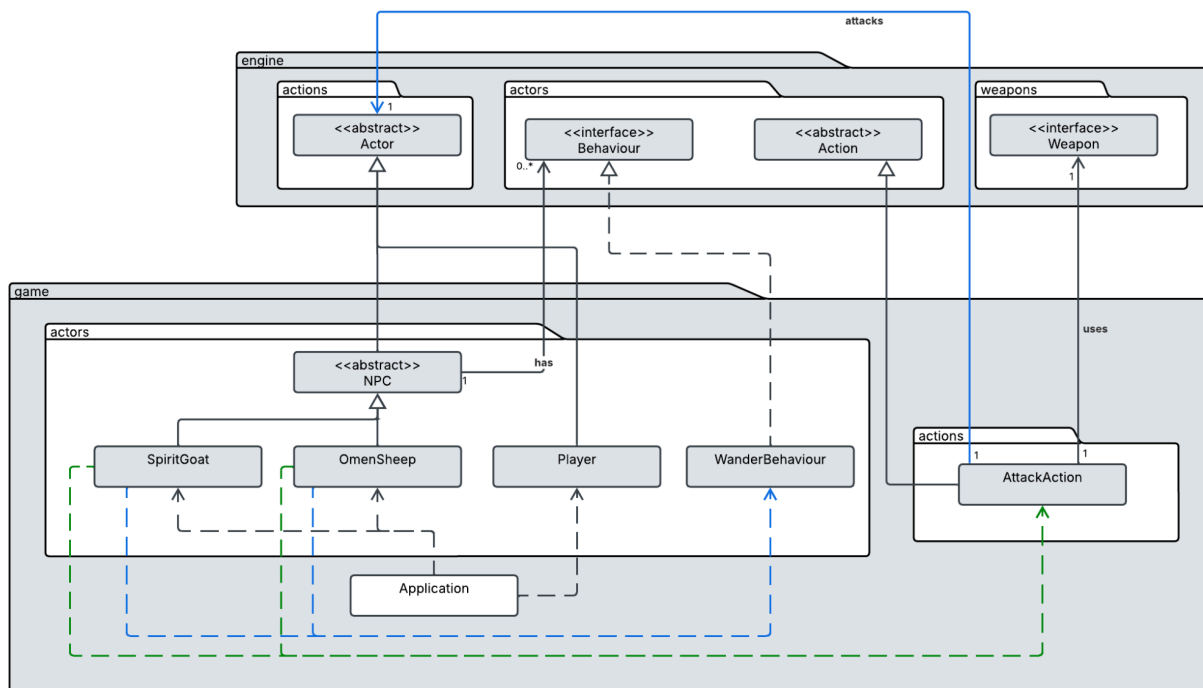 attacks
engine
actions
actors
weapons
1
<<abstract>>
Actor
<<interface>>
Behaviour
<<abstract>>
Action
<<interface>>
Weapon
0..*
1
game
actors
uses
<<abstract>>
NPC
has
1
actions
SpiritGoat
OmenSheep
Player
WanderBehaviour
1
1
AttackAction
Application